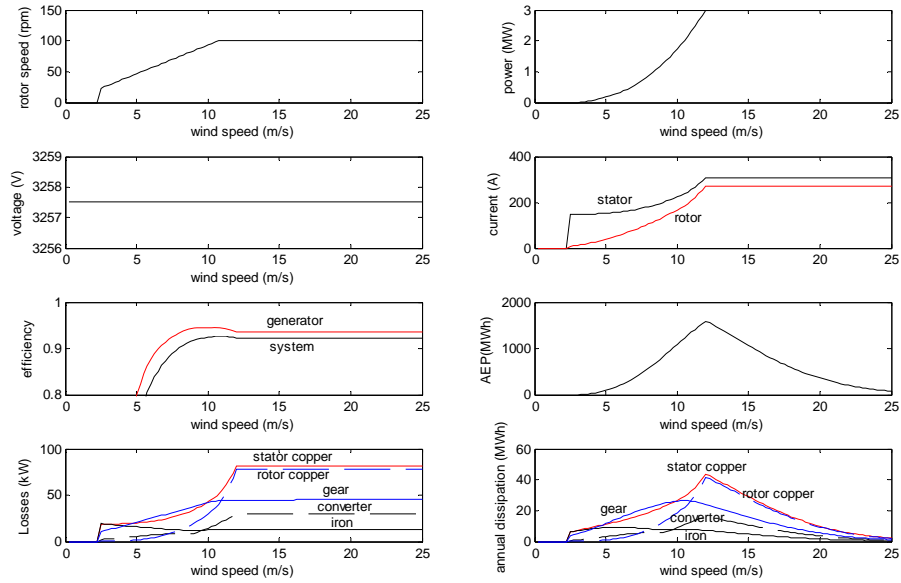 rotor speed (rpm)
150
100
50
0
0 5 10 15 20 25
wind speed (m/s)
power (MW)
3
2
1
0
0 5 10 15 20 25
wind speed (m/s)
voltage (V)
3259
3258
3257
3256
0 5 10 15 20 25
wind speed (m/s)
current (A)
400
200
0
stator
rotor
0 5 10 15 20 25
wind speed (m/s)
efficiency
1
0.9
0.8
generator
system
0 5 10 15 20 25
wind speed (m/s)
AEP(MWh)
2000
1000
0
0 5 10 15 20 25
wind speed (m/s)
Losses (kW)
100
50
0
stator copper
rotor copper
gear
converter
iron
0 5 10 15 20 25
wind speed (m/s)
annual dissipation (MWh)
60
40
20
0
stator copper
rotor copper
gear
converter
iron
0 5 10 15 20 25
wind speed (m/s)